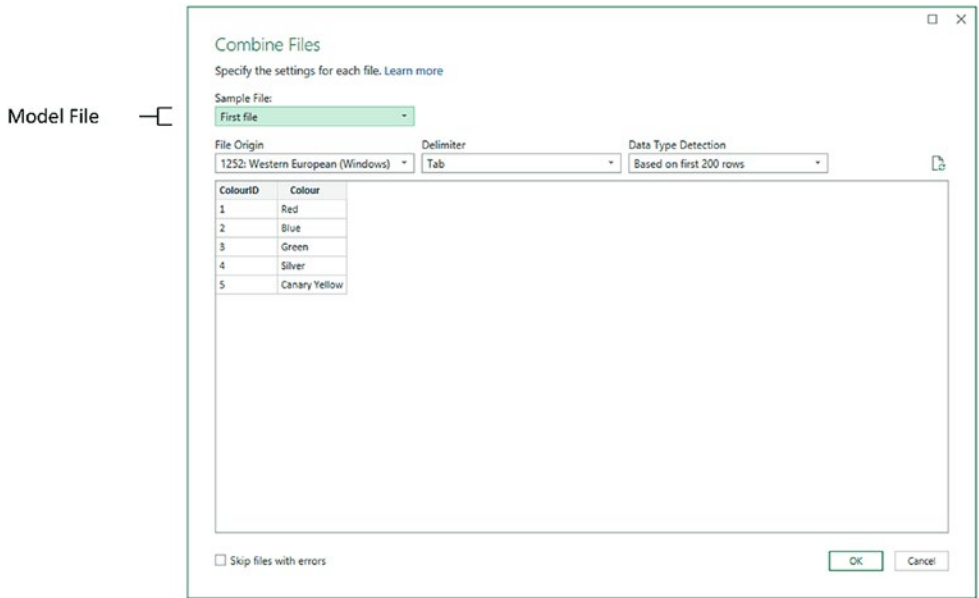 Combine Files
Specify the settings for each file. Learn more
Model File
Sample File:
First file
File Origin Delimiter Data Type Detection
1252: Western European (Windows) Tab Based on first 200 rows
ColourID Colour
1 Red
2 Blue
3 Green
4 Silver
5 Canary Yellow
Skip files with errors OK Cancel